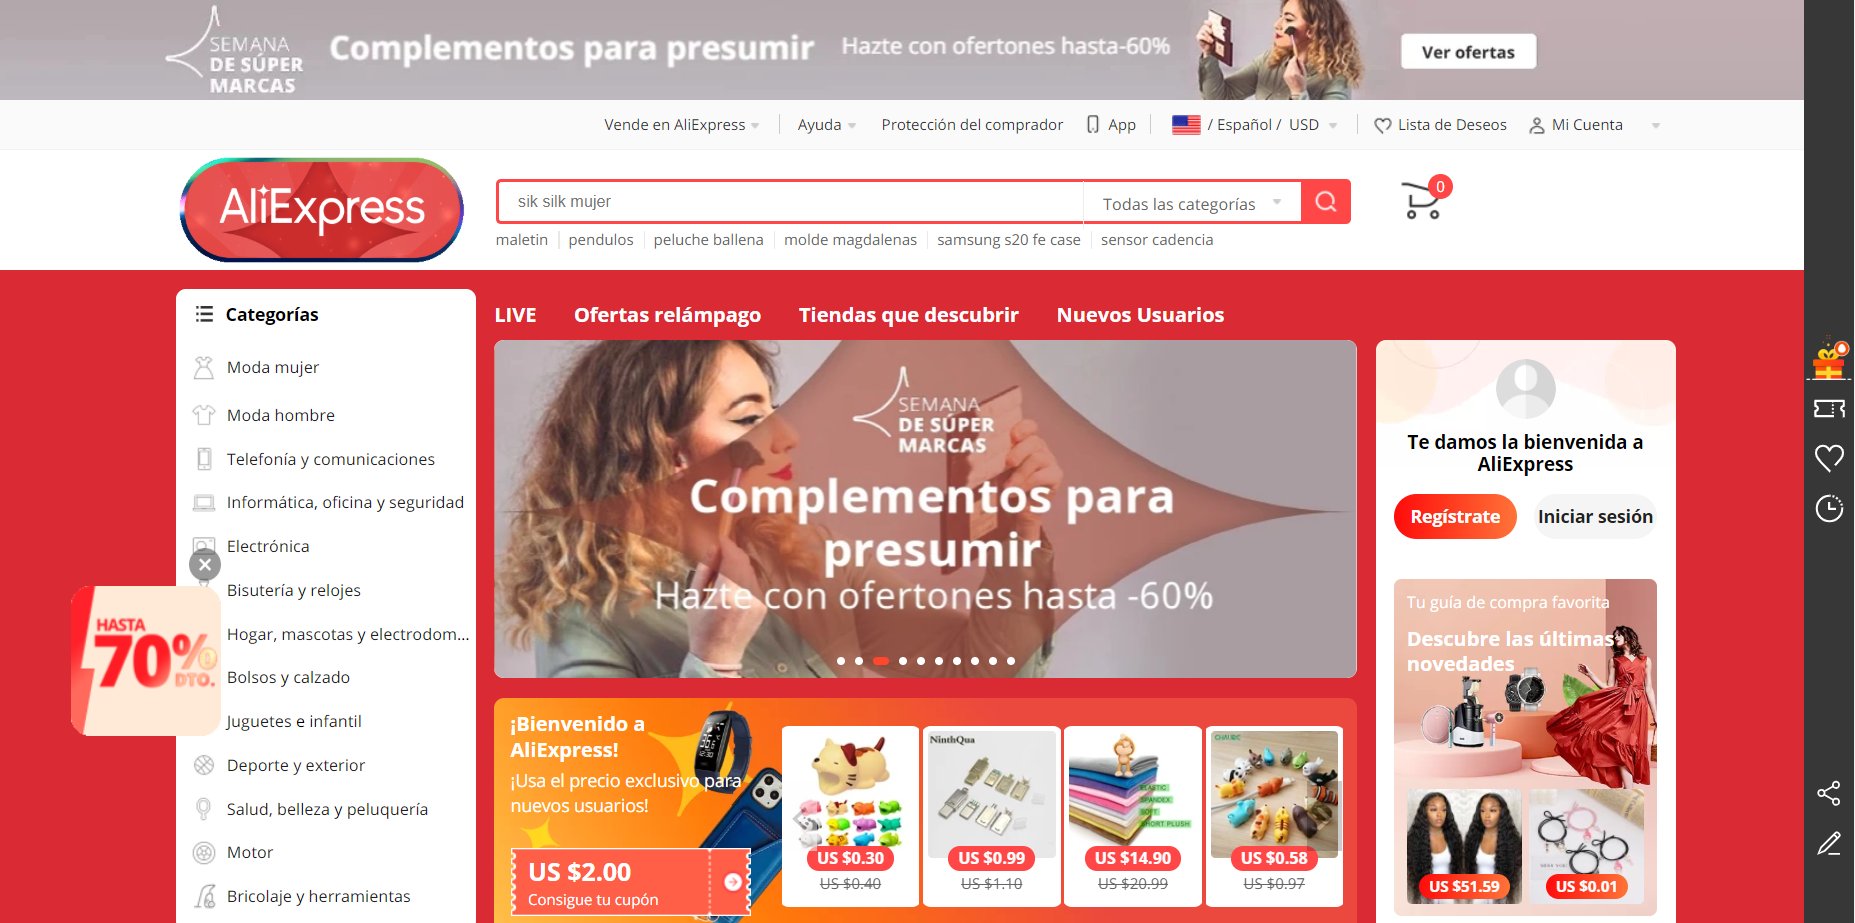 SEMANA
DE SÚPER
MARCAS
Complementos para presumir
Hazte con ofertones hasta-60%
Ver ofertas
Vende en AliExpress
Ayuda
Protección del comprador
App
/ Español / USD
Lista de Deseos
Mi Cuenta
AliExpress
sik silk mujer
Todas las categorías
0
maletin
pendulos
peluche ballena
molde magdalenas
samsung s20 fe case
sensor cadencia
Categorías
Moda mujer
Moda hombre
Telefonía y comunicaciones
Informática, oficina y seguridad
Electrónica
Bisutería y relojes
Hogar, mascotas y electrodom...
Bolsos y calzado
Juguetes e infantil
Deporte y exterior
Salud, belleza y peluquería
Motor
Bricolaje y herramientas
HASTA
70%
DTO.
LIVE
Ofertas relámpago
Tiendas que descubrir
Nuevos Usuarios
SEMANA
DE SÚPER
MARCAS
Complementos para
presumir
Hazte con ofertones hasta -60%
¡Bienvenido a
AliExpress!
¡Usa el precio exclusivo para
nuevos usuarios!
US $2.00
Consigue tu cupón
US $0.30
US $0.40
NinthQua
US $0.99
US $1.10
ELASTIC
SPANDEX
SOFT
SHORT PLUSH
US $14.90
US $20.99
US $0.58
US $0.97
Te damos la bienvenida a
AliExpress
Regístrate
Iniciar sesión
Tu guía de compra favorita
Descubre las últimas
novedades
US $51.59
US $0.01